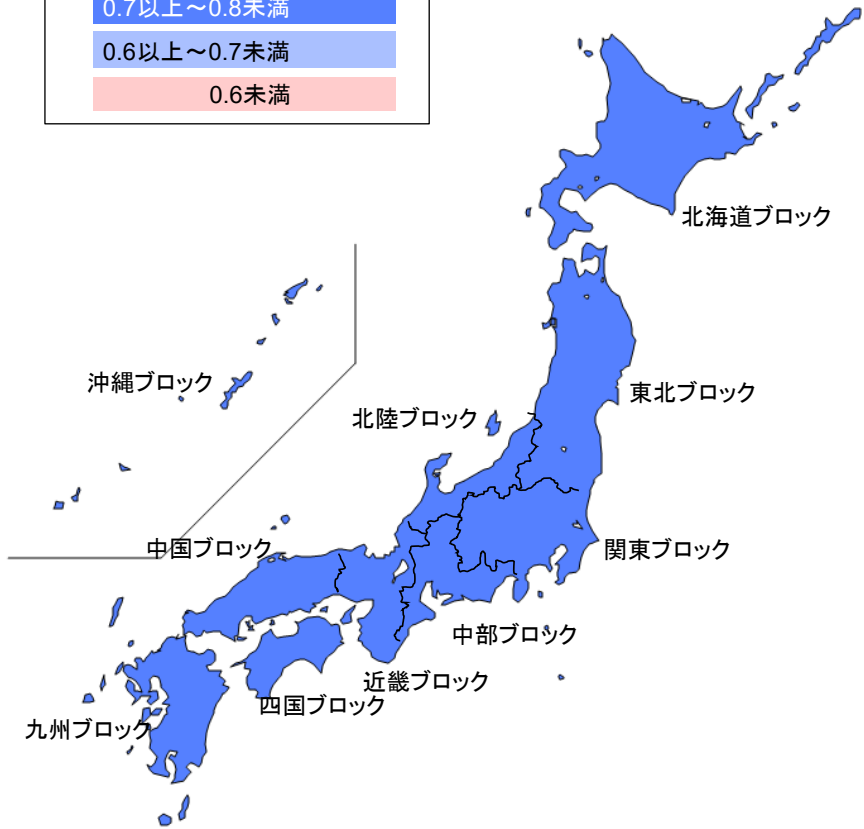 0.7以上～0.8未満
0.6以上～0.7未満
0.6未満
北海道ブロック
沖縄ブロック
東北ブロック
北陸ブロック
中国ブロック
関東ブロック
中部ブロック
近畿ブロック
四国ブロック
九州ブロック